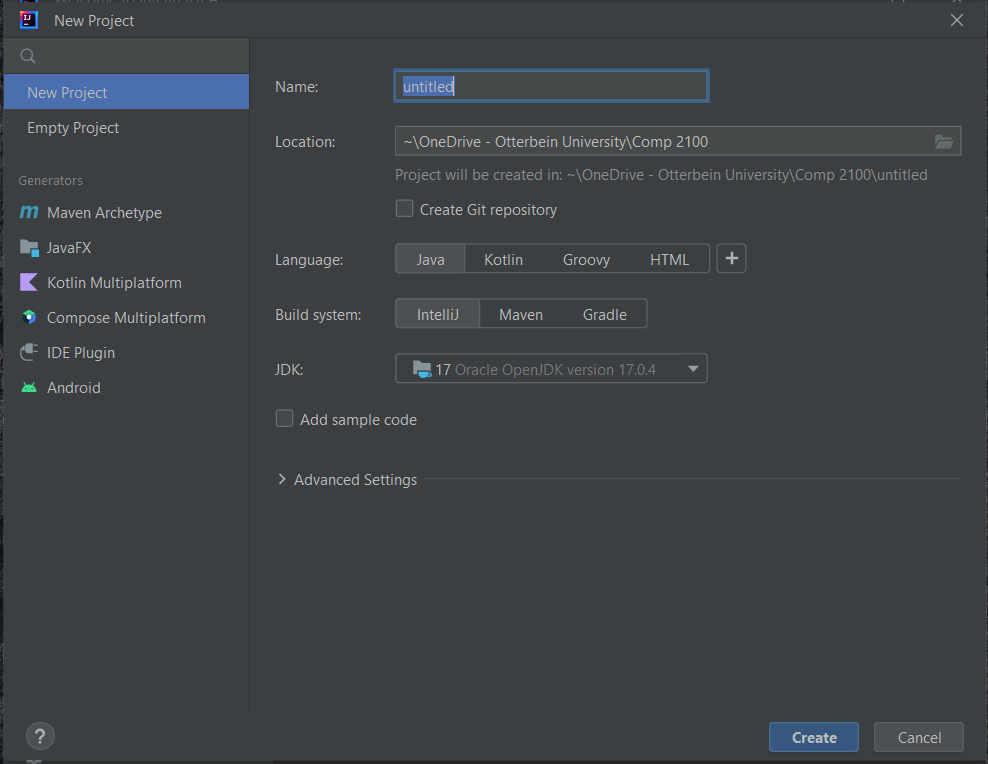 New Project
New Project
Empty Project
Generators
Maven Archetype
JavaFX
Kotlin Multiplatform
Compose Multiplatform
IDE Plugin
Android
Name: untitled
Location: ~\OneDrive - Otterbein University\Comp 2100
Project will be created in: ~\OneDrive - Otterbein University\Comp 2100\untitled
Create Git repository
Language: Java Kotlin Groovy HTML +
Build system: IntelliJ Maven Gradle
JDK: 17 Oracle OpenJDK version 17.0.4
Add sample code
Advanced Settings
? Create Cancel